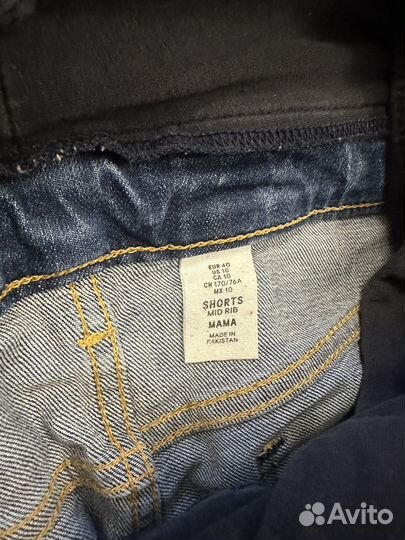 EUR 40
US 10
CA 10
CN 170/76A
MX 10
SHORTS
MID RIB
MAMA
MADE IN
PAKISTAN
Avito